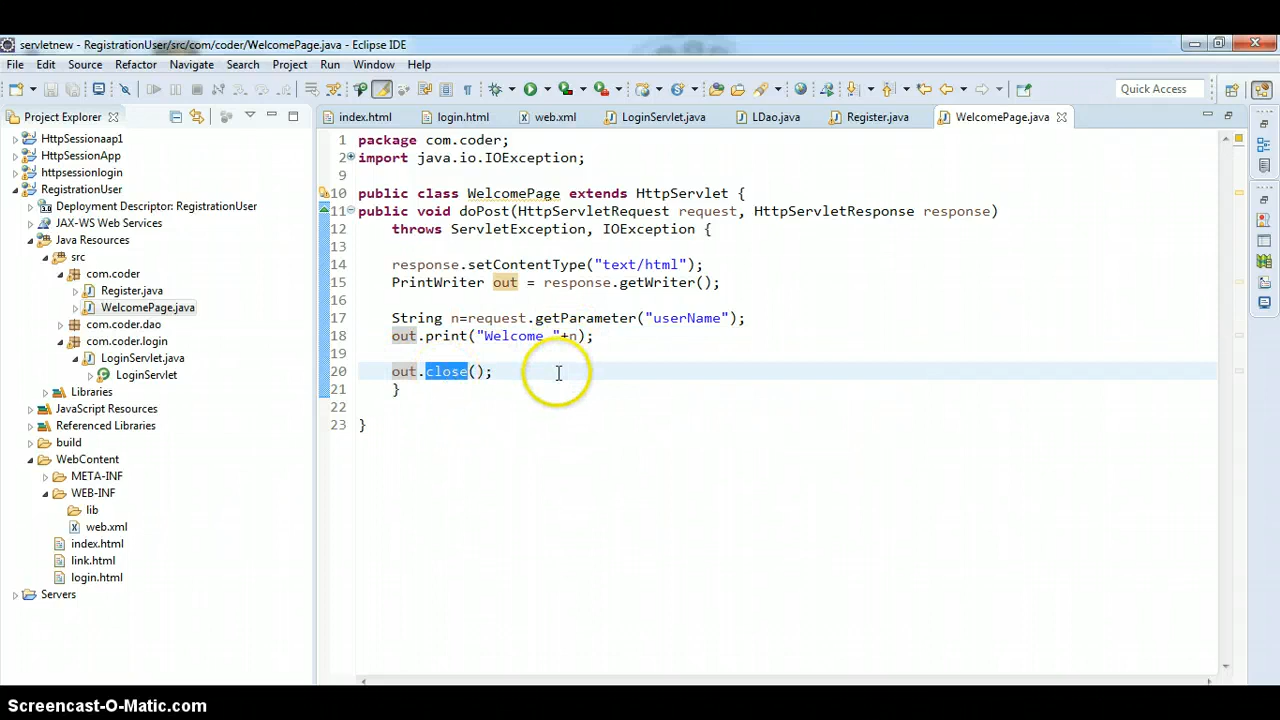 servletnew - RegistrationUser/src/com/coder/WelcomePage.java - Eclipse IDE
File Edit Source Refactor Navigate Search Project Run Window Help
Quick Access
Project Explorer
HttpSessionaap1
HttpSessionApp
httpsessionlogin
RegistrationUser
Deployment Descriptor: RegistrationUser
JAX-WS Web Services
Java Resources
src
com.coder
Register.java
WelcomePage.java
com.coder.dao
com.coder.login
LoginServlet.java
LoginServlet
Libraries
JavaScript Resources
Referenced Libraries
build
WebContent
META-INF
WEB-INF
lib
web.xml
index.html
link.html
login.html
Servers
index.html login.html web.xml LoginServlet.java LDao.java Register.java WelcomePage.java
1 package com.coder;
2 import java.io.IOException;
9
10 public class WelcomePage extends HttpServlet {
11 public void doPost(HttpServletRequest request, HttpServletResponse response)
12 throws ServletException, IOException {
13
14 response.setContentType("text/html");
15 PrintWriter out = response.getWriter();
16
17 String n=request.getParameter("userName");
18 out.print("Welcome "+n);
19
20 out.close();
21 }
22
23 }
Screencast-O-Matic.com